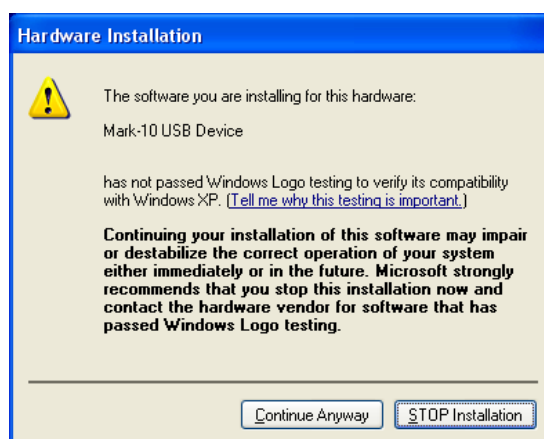 Hardware Installation
The software you are installing for this hardware:
Mark-10 USB Device
has not passed Windows Logo testing to verify its compatibility
with Windows XP. (Tell me why this testing is important.)
Continuing your installation of this software may impair
or destabilize the correct operation of your system
either immediately or in the future. Microsoft strongly
recommends that you stop this installation now and
contact the hardware vendor for software that has
passed Windows Logo testing.
Continue Anyway
STOP Installation